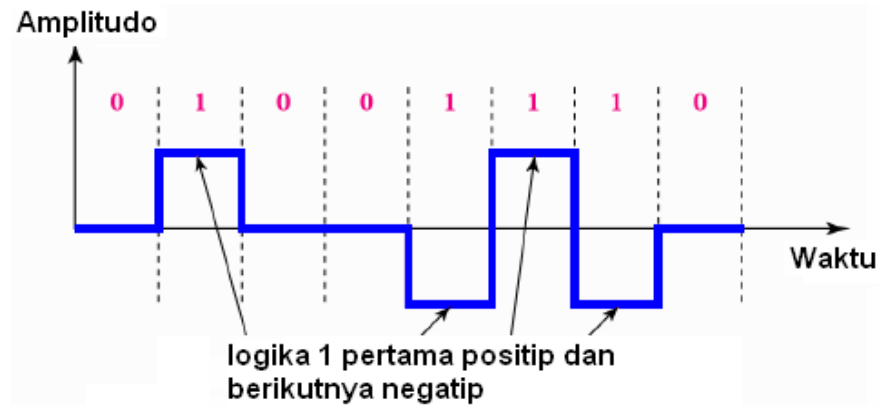 Amplitudo
0 1 0 0 1 1 1 0
Waktu
logika 1 pertama positip dan
berikutnya negatip